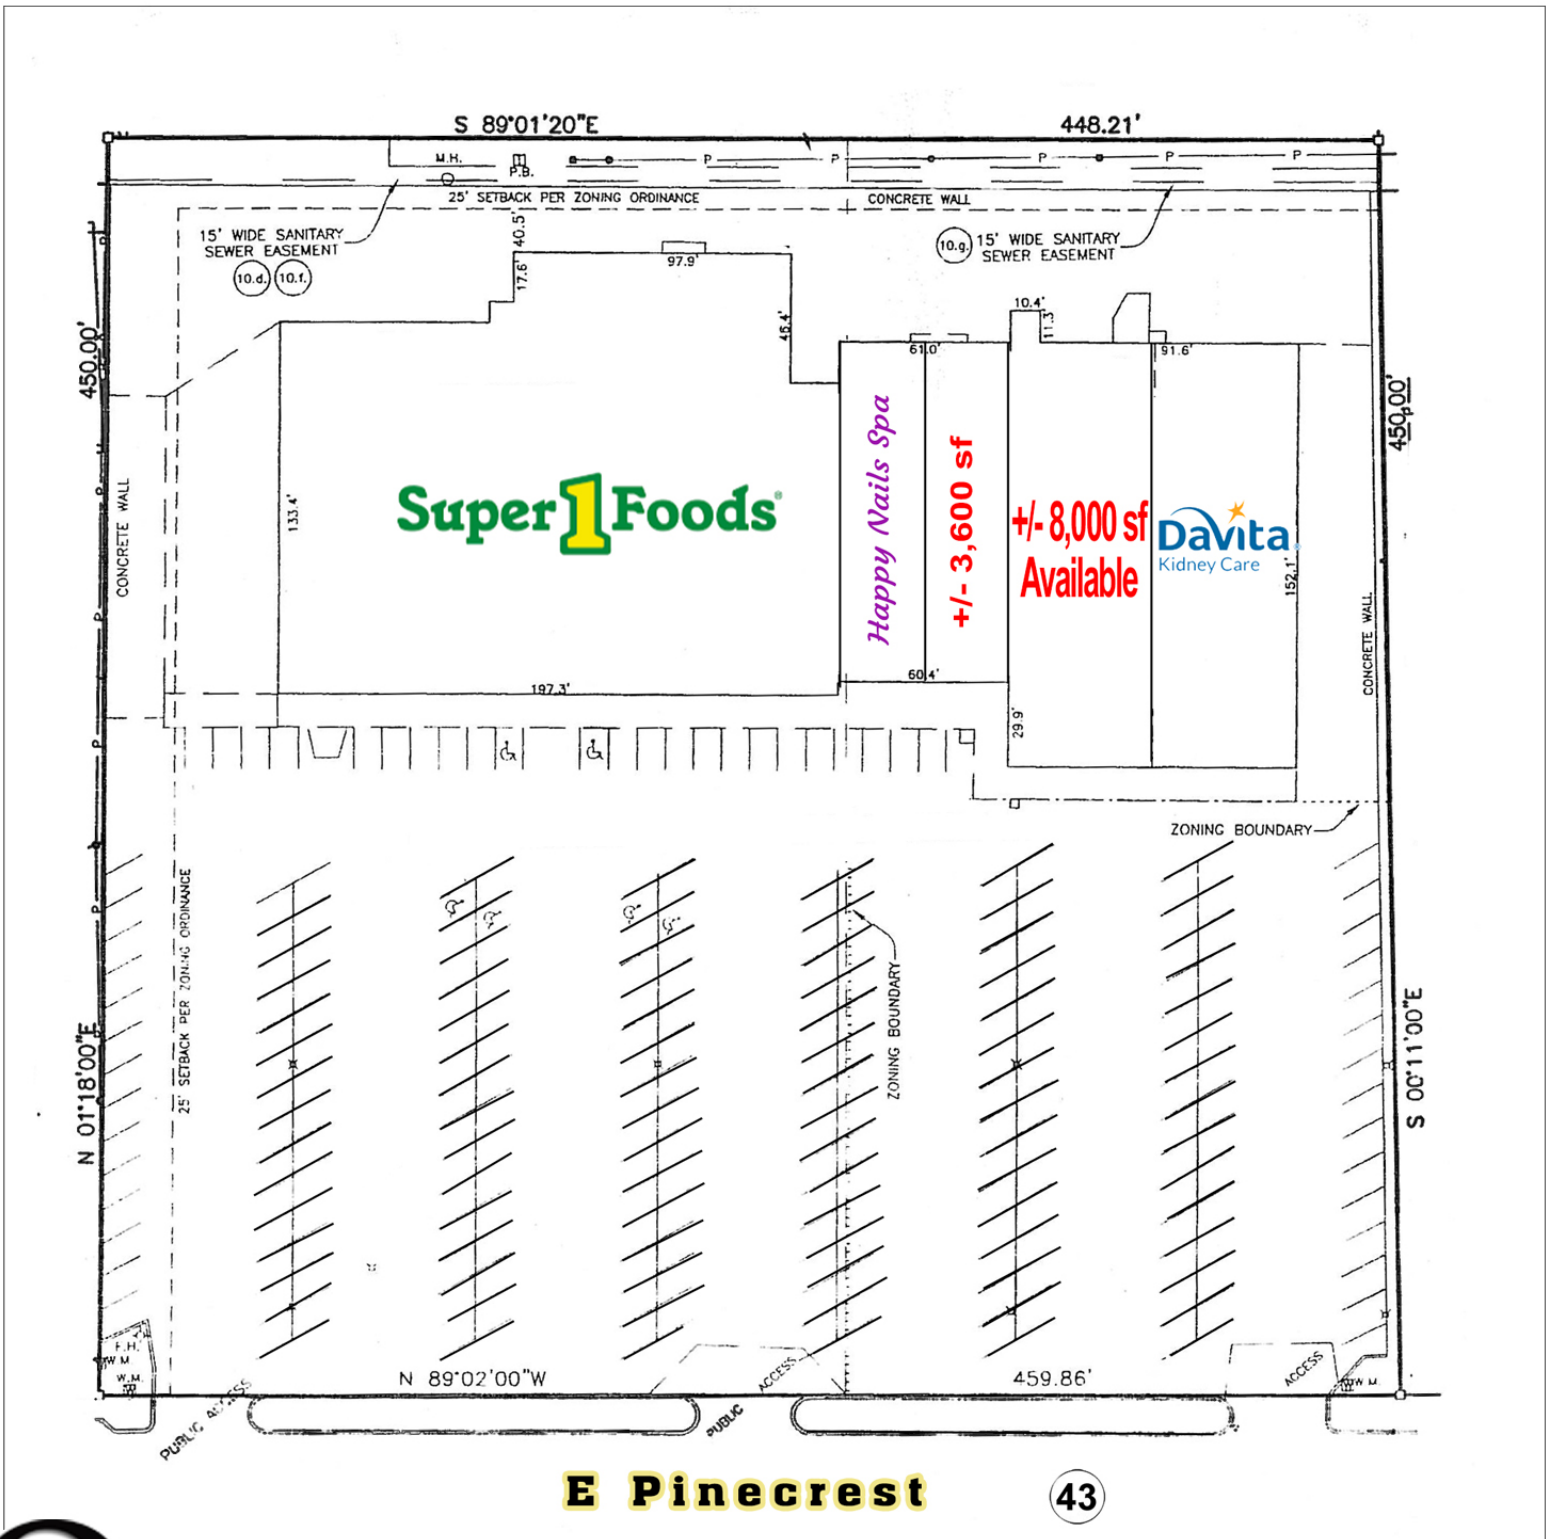 S 89°01'20"E
448.21'
M.H.
P.B.
P
P
P
P
P
25' SETBACK PER ZONING ORDINANCE
CONCRETE WALL
15' WIDE SANITARY
SEWER EASEMENT
10.d.
10.f.
40.5'
17.6'
97.9'
10.g.
15' WIDE SANITARY
SEWER EASEMENT
10.4'
11.3'
46.4'
61.0'
91.6'
450.00'
450.00'
P
CONCRETE WALL
133.4'
Super 1 Foods®
Happy Nails Spa
+/- 3,600 sf
+/- 8,000 sf
Available
DaVita
Kidney Care
152.1'
CONCRETE WALL
P
P
P
197.3'
60.4'
29.9'
ZONING BOUNDARY
25' SETBACK PER ZONING ORDINANCE
ZONING BOUNDARY
P
N 01°18'00"E
S 00°11'00"E
F.H.
W.M
W.M.
N 89°02'00"W
ACCESS
459.86'
ACCESS
W.M.
PUBLIC ACCESS
PUBLIC
E Pinecrest
43